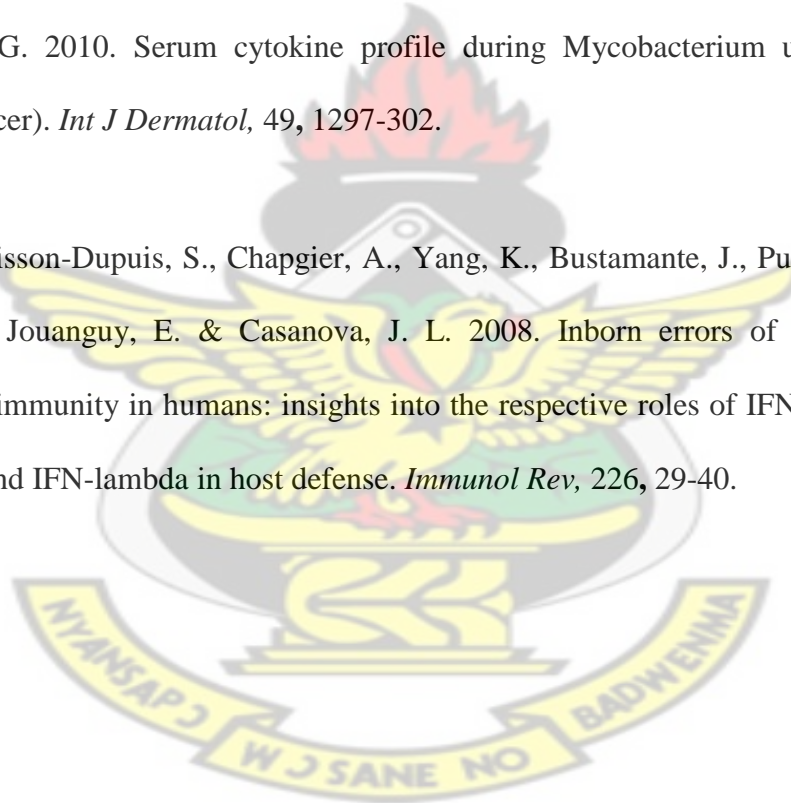 G. 2010. Serum cytokine profile during Mycobacterium u
cer). Int J Dermatol, 49, 1297-302.
isson-Dupuis, S., Chapgier, A., Yang, K., Bustamante, J., Pu
Jouanguy, E. & Casanova, J. L. 2008. Inborn errors of
immunity in humans: insights into the respective roles of IFN
nd IFN-lambda in host defense. Immunol Rev, 226, 29-40.
NYANSAPƆ WƆSANE NO BADWENMA